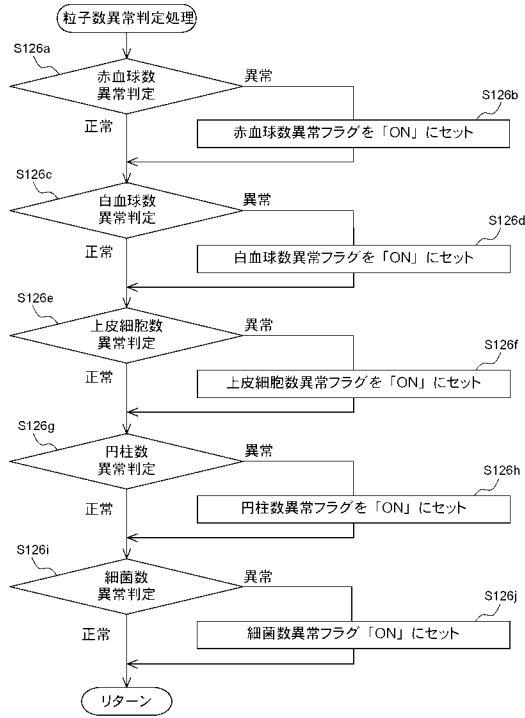 粒子数異常判定処理
S126a
赤血球数
異常判定
異常
正常
S126b
赤血球数異常フラグを「ON」にセット
S126c
白血球数
異常判定
異常
正常
S126d
白血球数異常フラグを「ON」にセット
S126e
上皮細胞数
異常判定
異常
正常
S126f
上皮細胞数異常フラグを「ON」にセット
S126g
円柱数
異常判定
異常
正常
S126h
円柱数異常フラグを「ON」にセット
S126i
細菌数
異常判定
異常
正常
S126j
細菌数異常フラグ「ON」にセット
リターン